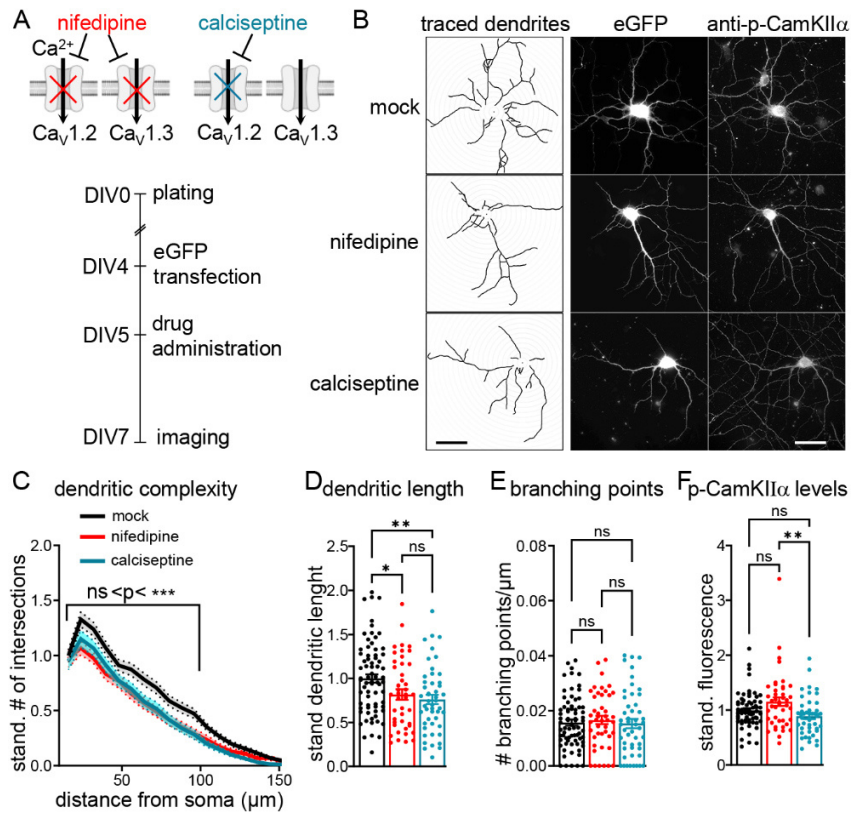 A
nifedipine
calciseptine
Ca2+
CaV1.2 CaV1.3 CaV1.2 CaV1.3
DIV0 plating
DIV4 eGFP
transfection
DIV5 drug
administration
DIV7 imaging
B traced dendrites eGFP anti-p-CamKIIα
mock
nifedipine
calciseptine
C dendritic complexity
mock
nifedipine
calciseptine
ns <p< ***
stand. # of intersections
2.0
1.5
1.0
0.5
0.0
50 100 150
distance from soma (µm)
D dendritic length
**
ns
*
stand dendritic lenght
2.5
2.0
1.5
1.0
0.5
0.0
E branching points
ns
ns
ns
# branching points/µm
0.08
0.06
0.04
0.02
0.00
F p-CamKIIα levels
ns
ns **
stand. fluorescence
4
3
2
1
0